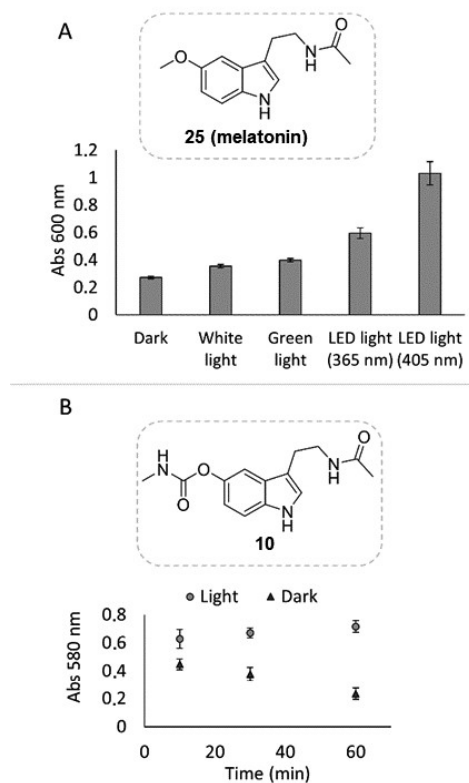 A
O
H
N
O
N
H
25 (melatonin)
Abs 600 nm
1.2
1
0.8
0.6
0.4
0.2
0
Dark
White light
Green light
LED light (365 nm)
LED light (405 nm)
B
H
N
O
O
O
H
N
N
H
10
Light
Dark
Abs 580 nm
0.8
0.6
0.4
0.2
0
0 20 40 60
Time (min)